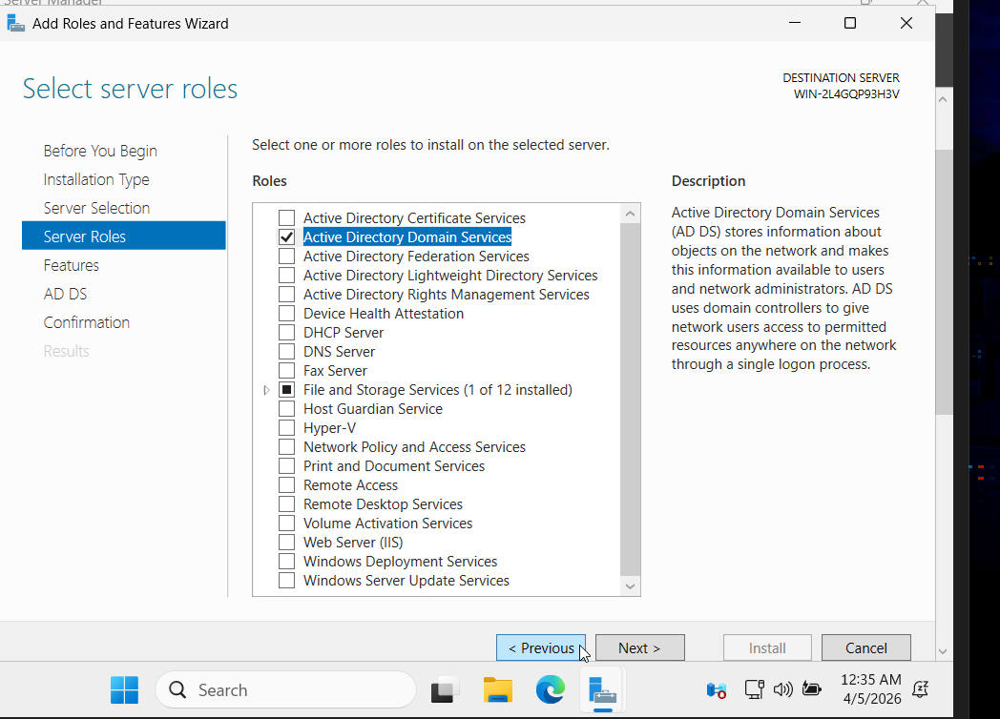 Server Manager
Add Roles and Features Wizard
Select server roles
DESTINATION SERVER
WIN-2L4GQP93H3V
Before You Begin
Installation Type
Server Selection
Server Roles
Features
AD DS
Confirmation
Results
Select one or more roles to install on the selected server.
Roles
Active Directory Certificate Services
Active Directory Domain Services
Active Directory Federation Services
Active Directory Lightweight Directory Services
Active Directory Rights Management Services
Device Health Attestation
DHCP Server
DNS Server
Fax Server
File and Storage Services (1 of 12 installed)
Host Guardian Service
Hyper-V
Network Policy and Access Services
Print and Document Services
Remote Access
Remote Desktop Services
Volume Activation Services
Web Server (IIS)
Windows Deployment Services
Windows Server Update Services
Description
Active Directory Domain Services
(AD DS) stores information about
objects on the network and makes
this information available to users
and network administrators. AD DS
uses domain controllers to give
network users access to permitted
resources anywhere on the network
through a single logon process.
< Previous
Next >
Install
Cancel
Search
12:35 AM
4/5/2026